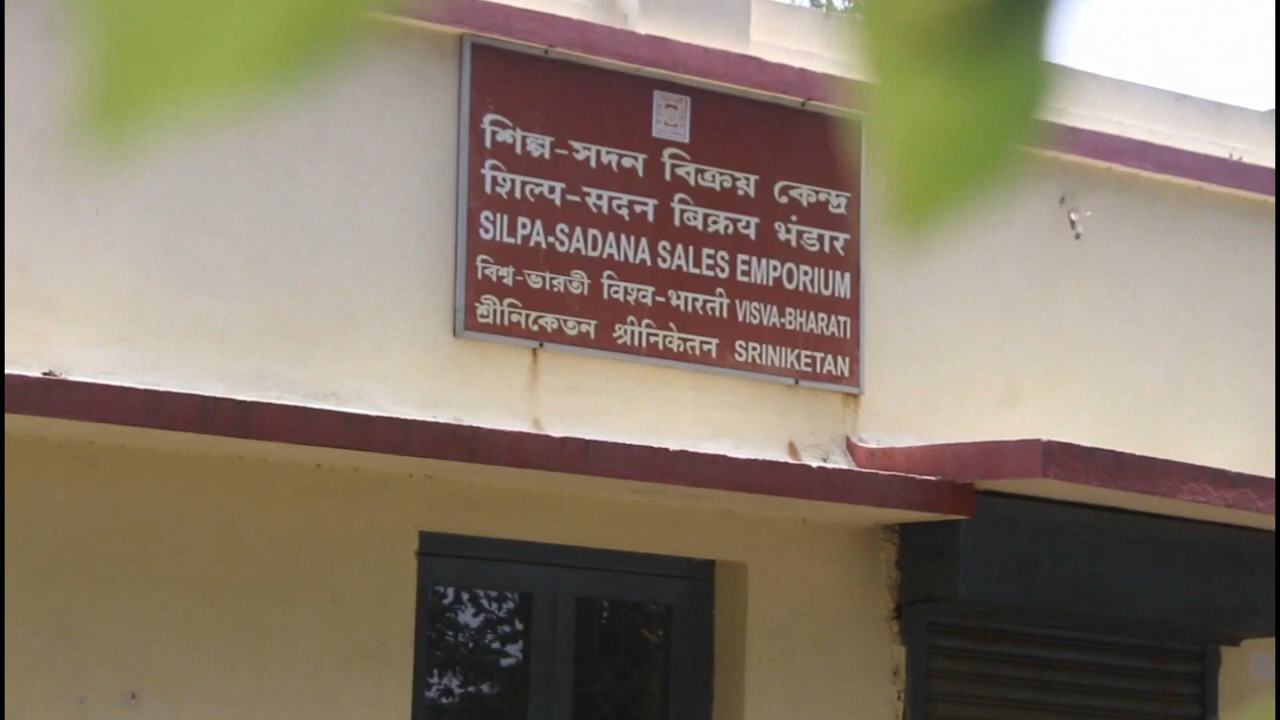 শিল্প-সদন বিক্রয় কেন্দ্র
शिल्प-सदन बिक्रय भंडार
SILPA-SADANA SALES EMPORIUM
বিশ্ব-ভারতী विश्व-भारती VISVA-BHARATI
শ্রীনিকেতন श्रीनिकेतन SRINIKETAN